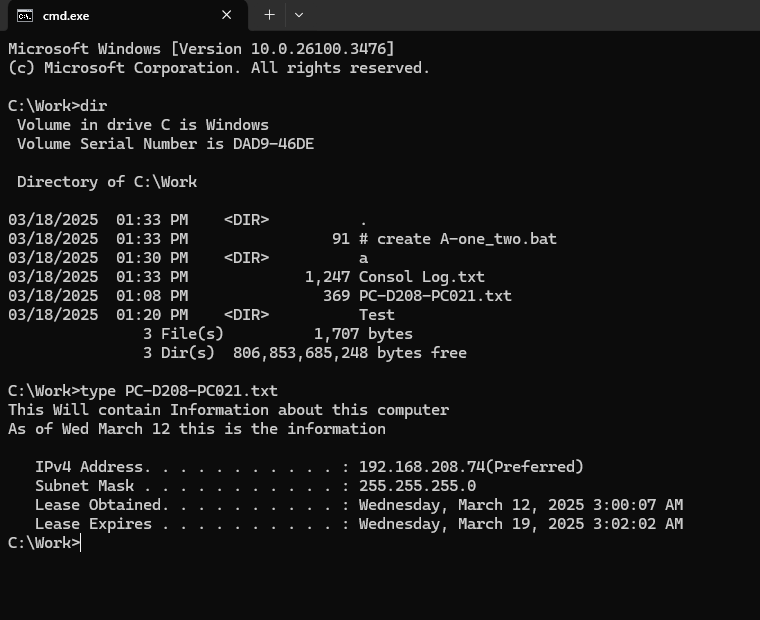 cmd.exe
Microsoft Windows [Version 10.0.26100.3476]
(c) Microsoft Corporation. All rights reserved.
C:\Work>dir
 Volume in drive C is Windows
 Volume Serial Number is DAD9-46DE
 Directory of C:\Work
03/18/2025  01:33 PM    <DIR>          .
03/18/2025  01:33 PM                91 # create A-one_two.bat
03/18/2025  01:30 PM    <DIR>          a
03/18/2025  01:33 PM             1,247 Consol Log.txt
03/18/2025  01:08 PM               369 PC-D208-PC021.txt
03/18/2025  01:20 PM    <DIR>          Test
               3 File(s)          1,707 bytes
               3 Dir(s)  806,853,685,248 bytes free
C:\Work>type PC-D208-PC021.txt
This Will contain Information about this computer
As of Wed March 12 this is the information
   IPv4 Address. . . . . . . . . . . : 192.168.208.74(Preferred)
   Subnet Mask . . . . . . . . . . . : 255.255.255.0
   Lease Obtained. . . . . . . . . . : Wednesday, March 12, 2025 3:00:07 AM
   Lease Expires . . . . . . . . . . : Wednesday, March 19, 2025 3:02:02 AM
C:\Work>